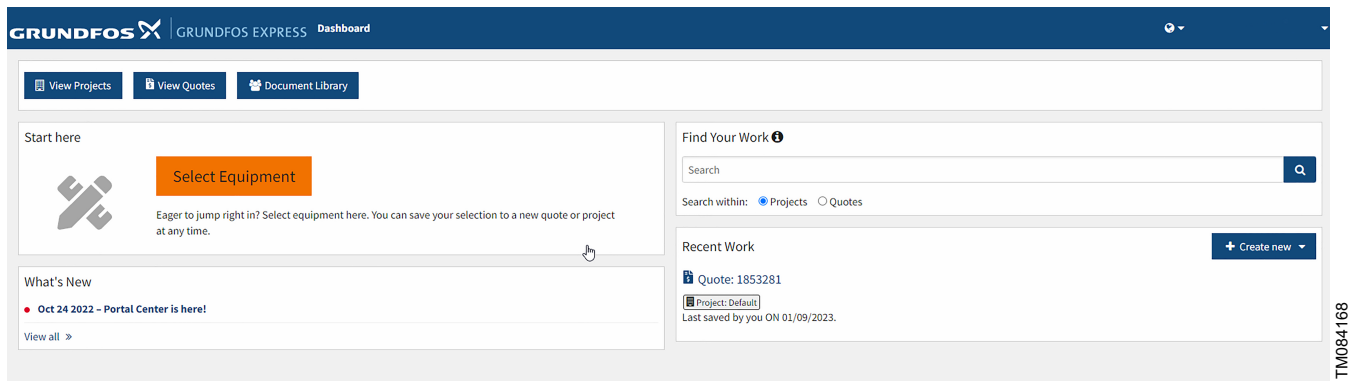 GRUNDFOS GRUNDFOS EXPRESS Dashboard
View Projects View Quotes Document Library
Start here
Select Equipment
Eager to jump right in? Select equipment here. You can save your selection to a new quote or project
at any time.
What's New
Oct 24 2022 – Portal Center is here!
View all »
Find Your Work
Search
Search within: Projects Quotes
Recent Work Create new
Quote: 1853281
Project: Default
Last saved by you ON 01/09/2023.
TM084168